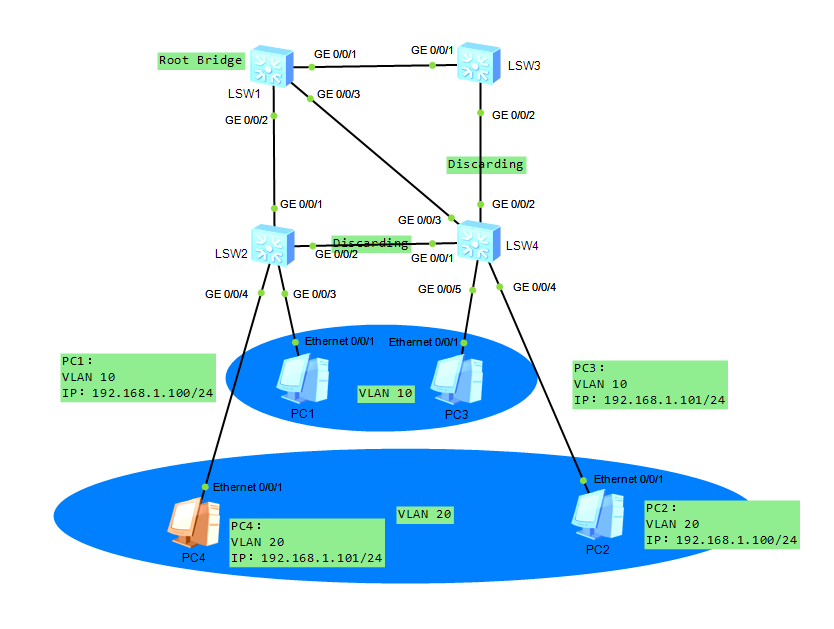 GE 0/0/1
GE 0/0/1
Root Bridge
LSW3
LSW1
GE 0/0/3
GE 0/0/2
GE 0/0/2
Discarding
GE 0/0/1
GE 0/0/2
GE 0/0/3
Discarding
LSW2
GE 0/0/2
GE 0/0/1
LSW4
GE 0/0/4
GE 0/0/3
GE 0/0/5
GE 0/0/4
Ethernet 0/0/1
Ethernet 0/0/1
PC1：
VLAN 10
IP：192.168.1.100/24
PC3：
VLAN 10
IP：192.168.1.101/24
VLAN 10
PC1
PC3
Ethernet 0/0/1
Ethernet 0/0/1
VLAN 20
PC4
PC4：
VLAN 20
IP：192.168.1.101/24
PC2
PC2：
VLAN 20
IP：192.168.1.100/24